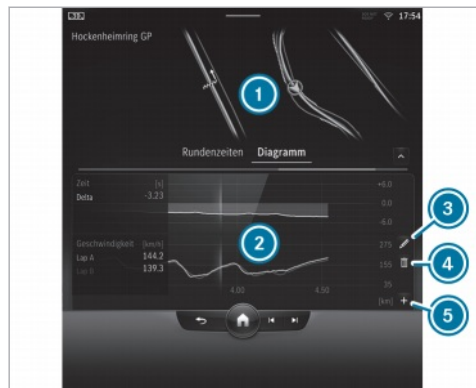 17:54
Hockenheimring GP
1
Rundenzeiten Diagramm
Zeit [s] +6.0
Delta -3.23 0.0
-6.0
3
Geschwindigkeit [km/h] 275
2
Lap A 144.2 155
4
Lap B 139.3
35
4.00 4.50 [km] +
5